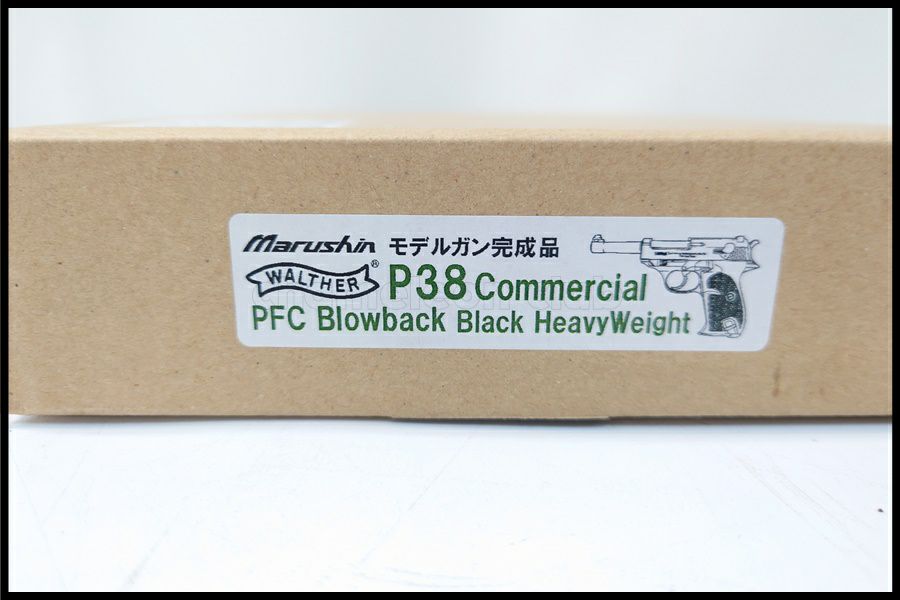 Marushin モデルガン完成品
WALTHER® P38 Commercial
PFC Blowback Black HeavyWeight